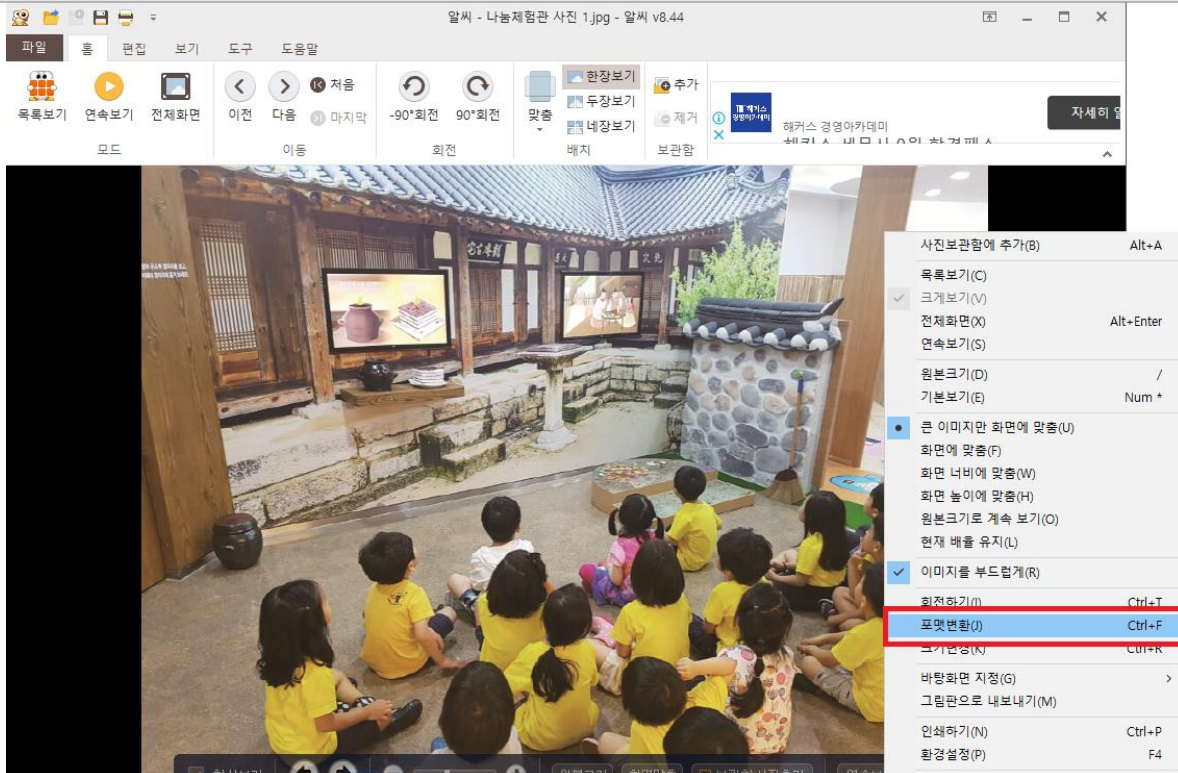 알씨 - 나눔체험관 사진 1.jpg - 알씨 v8.44
파일 홈 편집 보기 도구 도움말
목록보기 연속보기 전체화면
이전 다음 처음 마지막
-90°회전 90°회전
맞춤 한장보기 두장보기 네장보기
추가 제거
모드 이동 회전 배치 보관함
해커스 경영아카데미
자세히
사진보관함에 추가(B) Alt+A
목록보기(C)
크게보기(V)
전체화면(X) Alt+Enter
연속보기(S)
원본크기(D) /
기본보기(E) Num *
큰 이미지만 화면에 맞춤(U)
화면에 맞춤(F)
화면 너비에 맞춤(W)
화면 높이에 맞춤(H)
원본크기로 계속 보기(O)
현재 배율 유지(L)
이미지를 부드럽게(R)
회전하기(I) Ctrl+T
포맷변환(J) Ctrl+F
크기변경(K) Ctrl+R
바탕화면 지정(G)
그림판으로 내보내기(M)
인쇄하기(N) Ctrl+P
환경설정(P) F4